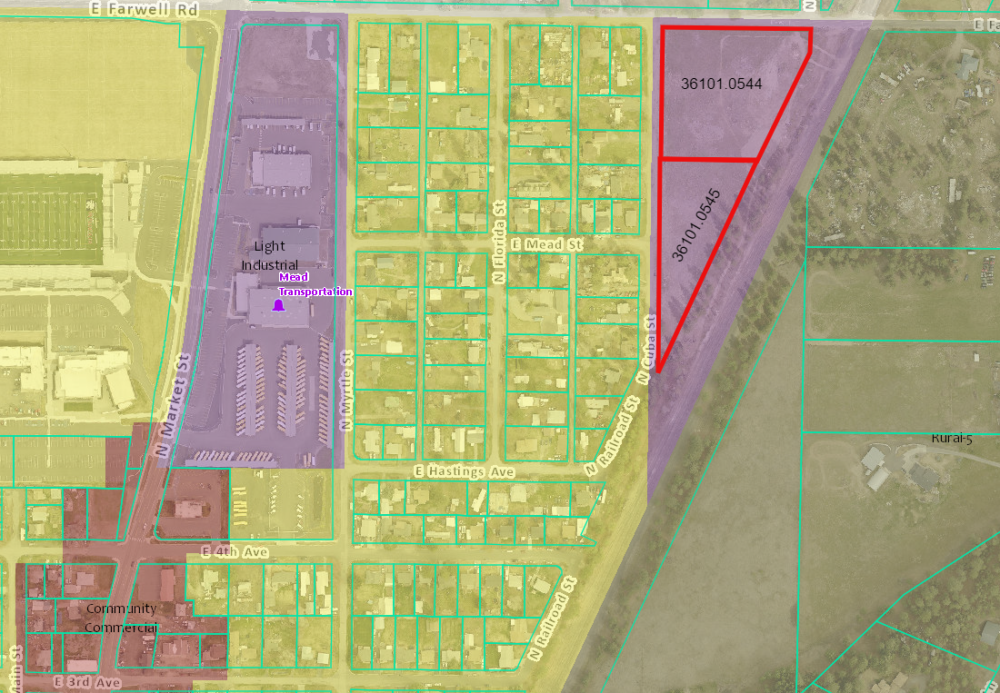 E Farwell Rd
N
E Fa
36101.0544
36101.0545
N Florida St
E Mead St
Light
Industrial
Mead
Transportation
N Cuba St
N Myrtle St
N Market St
N Railroad St
Rural-5
E Hastings Ave
E 4th Ave
Community
Commercial
N Railroad St
Main St
E 3rd Ave